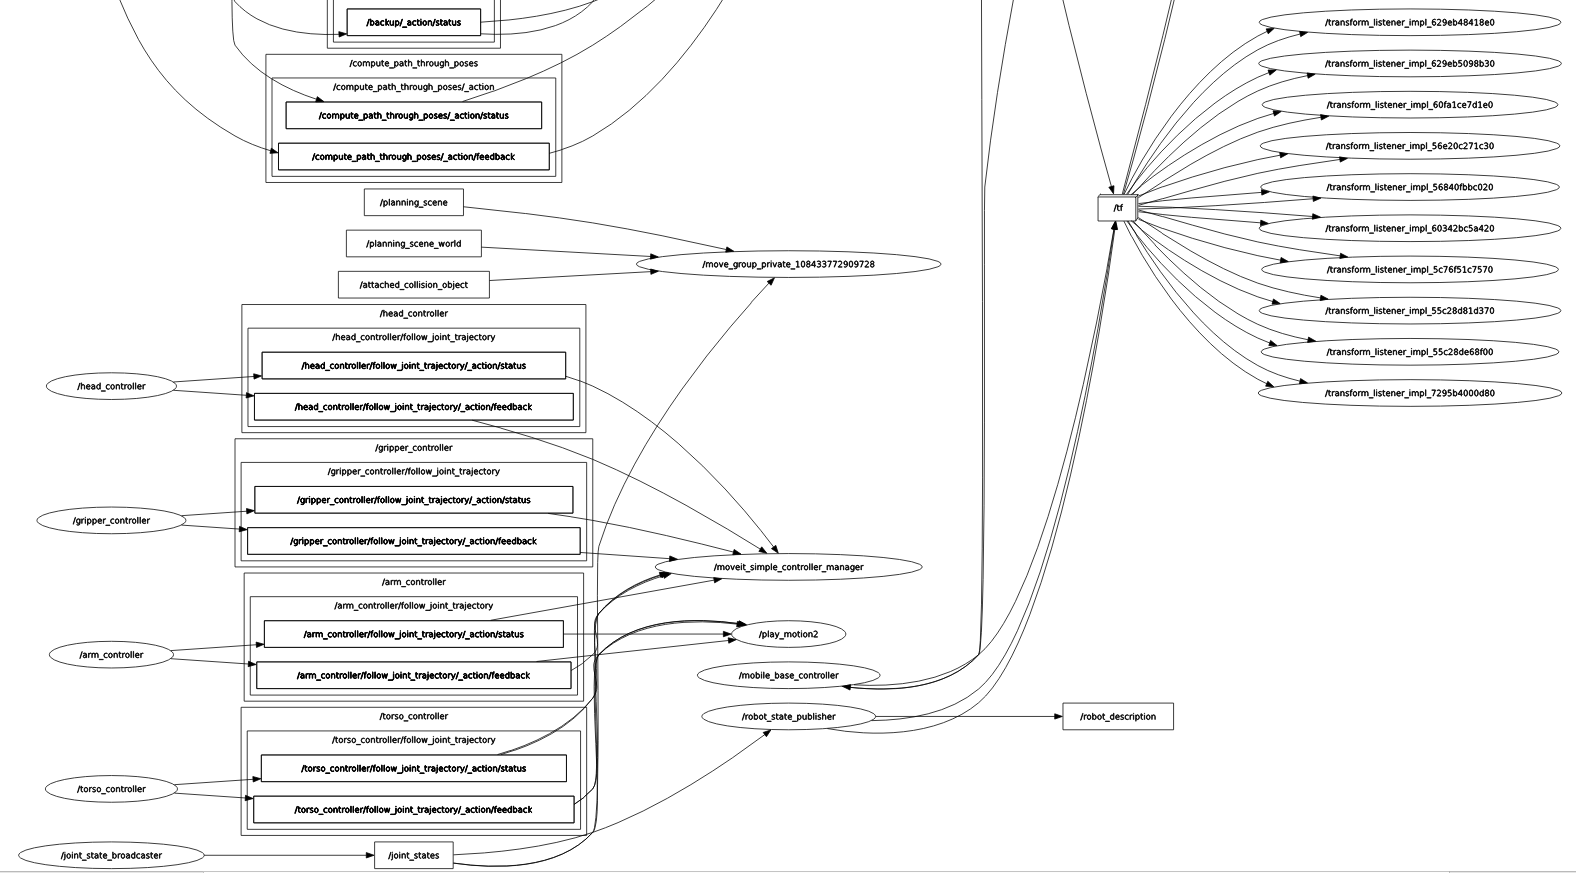 /backup/_action/status
/compute_path_through_poses
/compute_path_through_poses/_action
/compute_path_through_poses/_action/status
/compute_path_through_poses/_action/feedback
/planning_scene
/planning_scene_world
/attached_collision_object
/move_group_private_108433772909728
/head_controller
/head_controller/follow_joint_trajectory
/head_controller/follow_joint_trajectory/_action/status
/head_controller/follow_joint_trajectory/_action/feedback
/head_controller
/gripper_controller
/gripper_controller/follow_joint_trajectory
/gripper_controller/follow_joint_trajectory/_action/status
/gripper_controller/follow_joint_trajectory/_action/feedback
/gripper_controller
/moveit_simple_controller_manager
/arm_controller
/arm_controller/follow_joint_trajectory
/arm_controller/follow_joint_trajectory/_action/status
/arm_controller/follow_joint_trajectory/_action/feedback
/arm_controller
/play_motion2
/mobile_base_controller
/torso_controller
/torso_controller/follow_joint_trajectory
/torso_controller/follow_joint_trajectory/_action/status
/torso_controller/follow_joint_trajectory/_action/feedback
/torso_controller
/robot_state_publisher
/robot_description
/joint_state_broadcaster
/joint_states
/tf
/transform_listener_impl_629eb48418e0
/transform_listener_impl_629eb5098b30
/transform_listener_impl_60fa1ce7d1e0
/transform_listener_impl_56e20c271c30
/transform_listener_impl_56840fbbc020
/transform_listener_impl_60342bc5a420
/transform_listener_impl_5c76f51c7570
/transform_listener_impl_55c28d81d370
/transform_listener_impl_55c28de68f00
/transform_listener_impl_7295b4000d80